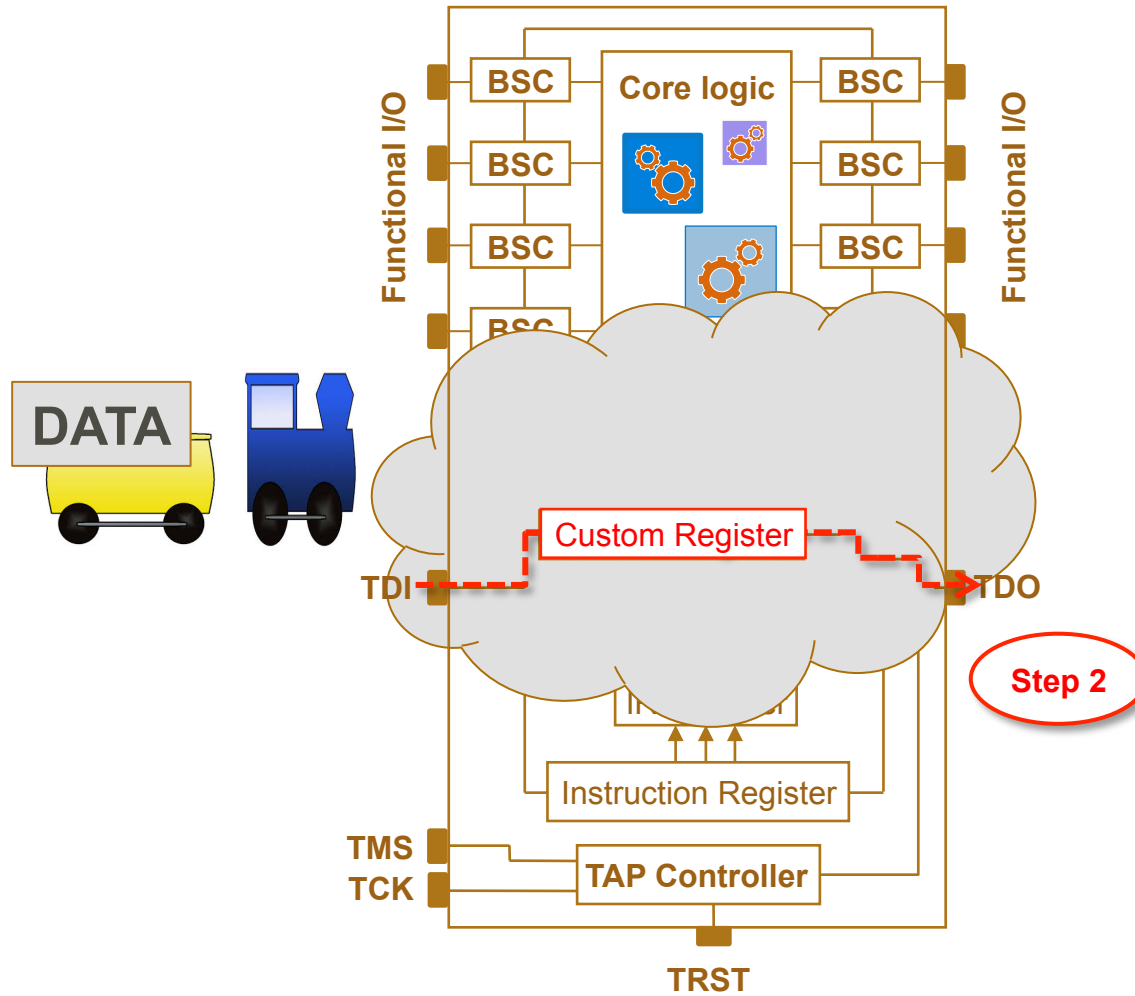 BSC
Core logic
BSC
BSC
BSC
BSC
BSC
BSC
Functional I/O
Functional I/O
DATA
Custom Register
TDI
TDO
Step 2
Instruction Register
TMS
TAP Controller
TCK
TRST